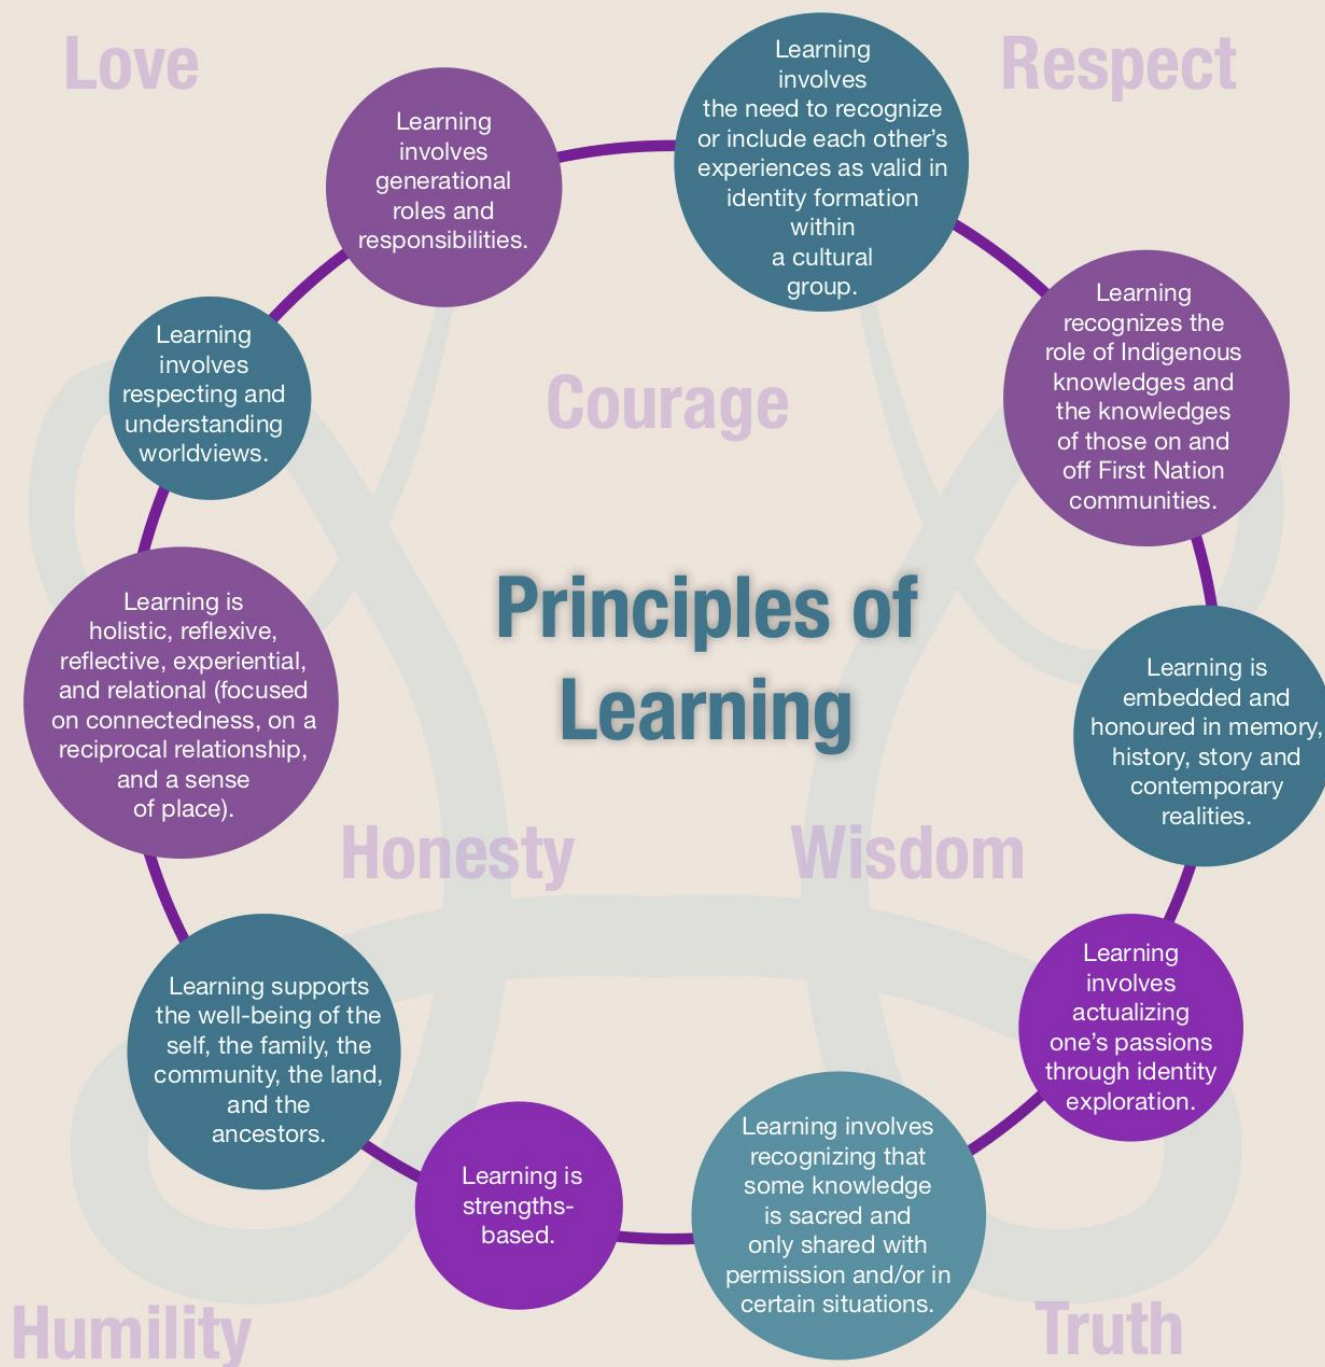 Love
Respect
Learning
involves
the need to recognize
or include each other's
experiences as valid in
identity formation
within
a cultural
group.
Learning
involves
generational
roles and
responsibilities.
Learning
recognizes the
role of Indigenous
knowledges and
the knowledges
of those on and
off First Nation
communities.
Learning
involves
respecting and
understanding
worldviews.
Courage
Principles of
Learning
Learning is
holistic, reflexive,
reflective, experiential,
and relational (focused
on connectedness, on a
reciprocal relationship,
and a sense
of place).
Learning is
embedded and
honoured in memory,
history, story and
contemporary
realities.
Honesty
Wisdom
Learning supports
the well-being of the
self, the family, the
community, the land,
and the
ancestors.
Learning
involves
actualizing
one's passions
through identity
exploration.
Learning is
strengths-
based.
Learning involves
recognizing that
some knowledge
is sacred and
only shared with
permission and/or in
certain situations.
Humility
Truth